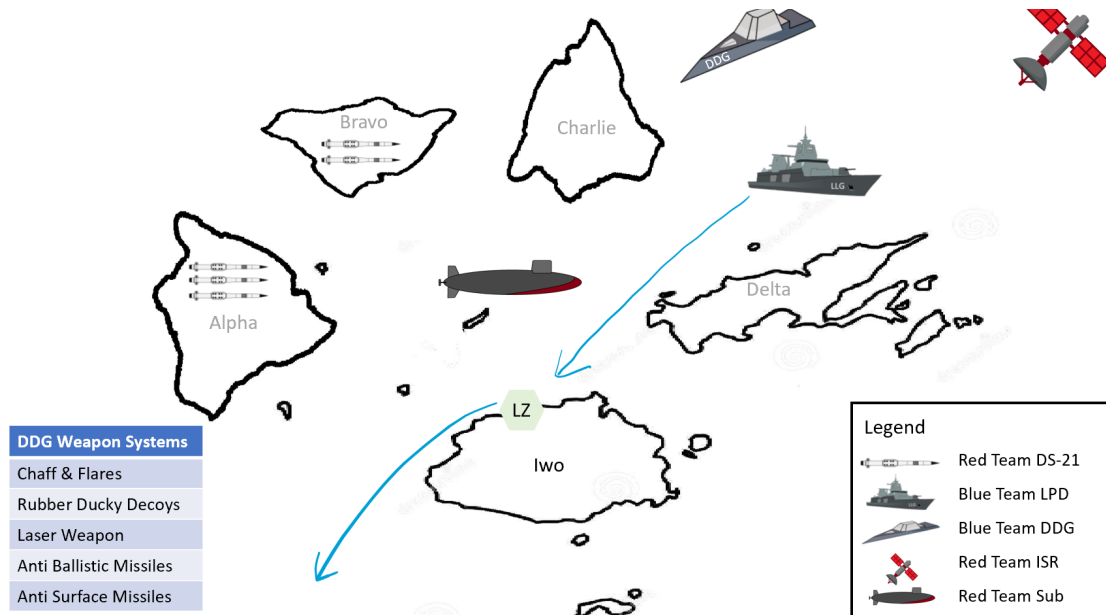 DDG
Bravo
Charlie
LLG
Alpha
Delta
LZ
Iwo
DDG Weapon Systems
Chaff & Flares
Rubber Ducky Decoys
Laser Weapon
Anti Ballistic Missiles
Anti Surface Missiles
Legend
Red Team DS-21
Blue Team LPD
Blue Team DDG
Red Team ISR
Red Team Sub